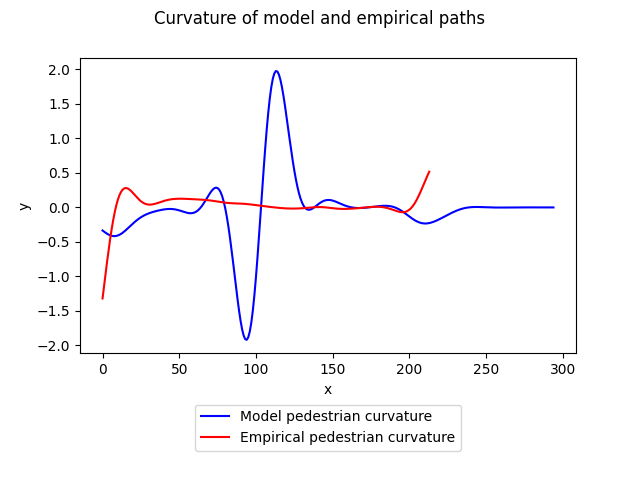 Curvature of model and empirical paths
2.0
1.5
1.0
0.5
0.0
−0.5
−1.0
−1.5
−2.0
y
0 50 100 150 200 250 300
x
Model pedestrian curvature
Empirical pedestrian curvature